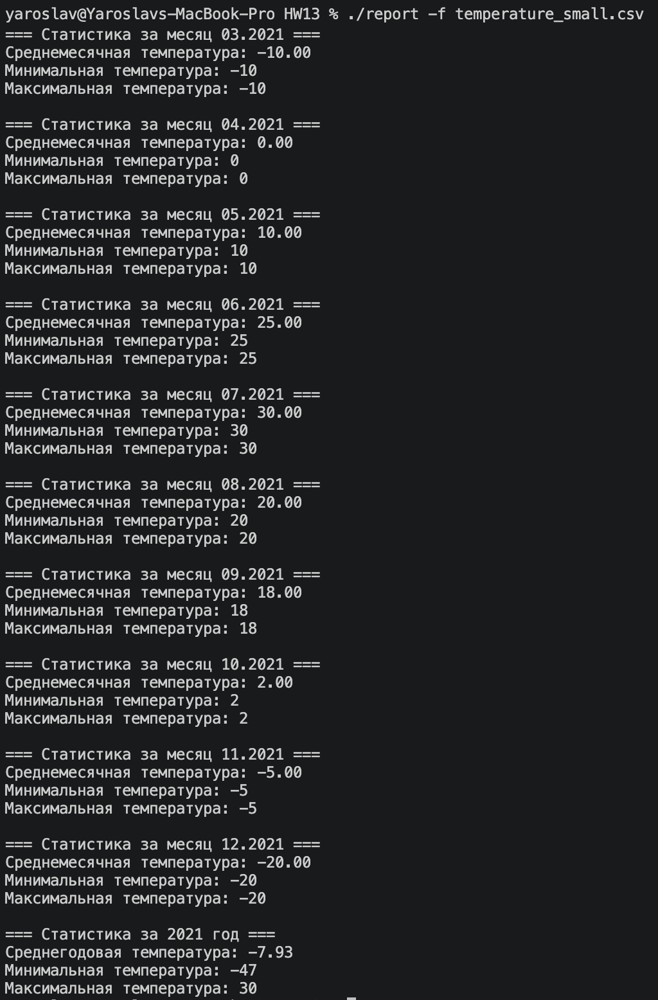 yaroslav@Yaroslavs-MacBook-Pro HW13 % ./report -f temperature_small.csv
=== Статистика за месяц 03.2021 ===
Среднемесячная температура: -10.00
Минимальная температура: -10
Максимальная температура: -10
=== Статистика за месяц 04.2021 ===
Среднемесячная температура: 0.00
Минимальная температура: 0
Максимальная температура: 0
=== Статистика за месяц 05.2021 ===
Среднемесячная температура: 10.00
Минимальная температура: 10
Максимальная температура: 10
=== Статистика за месяц 06.2021 ===
Среднемесячная температура: 25.00
Минимальная температура: 25
Максимальная температура: 25
=== Статистика за месяц 07.2021 ===
Среднемесячная температура: 30.00
Минимальная температура: 30
Максимальная температура: 30
=== Статистика за месяц 08.2021 ===
Среднемесячная температура: 20.00
Минимальная температура: 20
Максимальная температура: 20
=== Статистика за месяц 09.2021 ===
Среднемесячная температура: 18.00
Минимальная температура: 18
Максимальная температура: 18
=== Статистика за месяц 10.2021 ===
Среднемесячная температура: 2.00
Минимальная температура: 2
Максимальная температура: 2
=== Статистика за месяц 11.2021 ===
Среднемесячная температура: -5.00
Минимальная температура: -5
Максимальная температура: -5
=== Статистика за месяц 12.2021 ===
Среднемесячная температура: -20.00
Минимальная температура: -20
Максимальная температура: -20
=== Статистика за 2021 год ===
Среднегодовая температура: -7.93
Минимальная температура: -47
Максимальная температура: 30